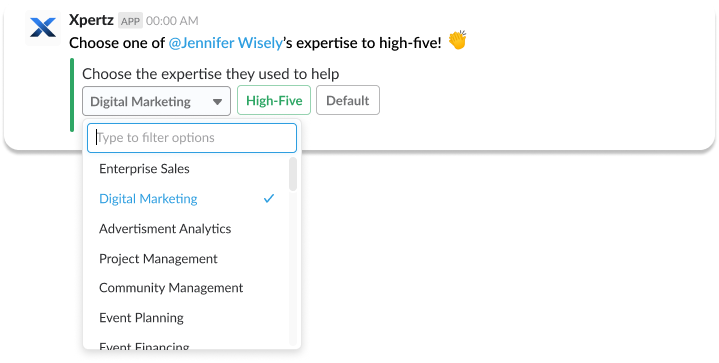 Xpertz APP 00:00 AM
Choose one of @Jennifer Wisely's expertise to high-five! 👏
Choose the expertise they used to help
Digital Marketing High-Five Default
Type to filter options
Enterprise Sales
Digital Marketing
Advertisment Analytics
Project Management
Community Management
Event Planning
Event Financing